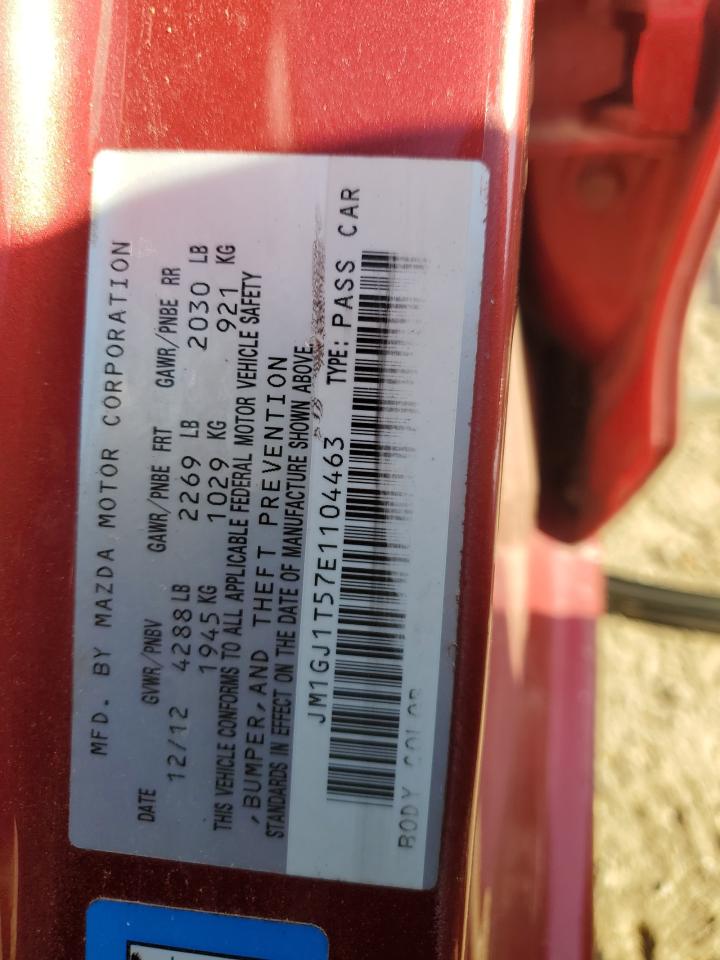 MFD. BY MAZDA MOTOR CORPORATION
DATE GVWR/PNBV GAWR/PNBE FRT GAWR/PNBE RR
12/12 4288 LB 2269 LB 2030 LB
1945 KG 1029 KG 921 KG
THIS VEHICLE CONFORMS TO ALL APPLICABLE FEDERAL MOTOR VEHICLE SAFETY
,BUMPER,AND THEFT PREVENTION
STANDARDS IN EFFECT ON THE DATE OF MANUFACTURE SHOWN ABOVE.
JM1GJ1T57E1104463 TYPE: PASS CAR
BODY COLOR